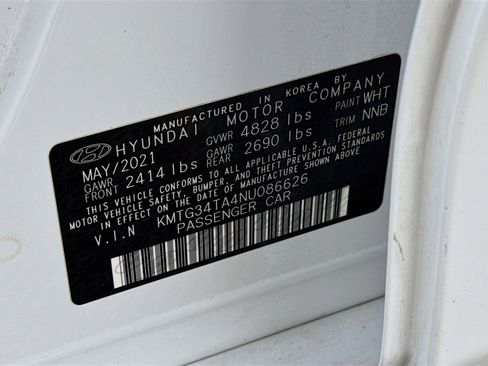 MANUFACTURED IN KOREA BY
HYUNDAI MOTOR COMPANY
MAY/2021 GVWR 4828 lbs PAINT WHT
GAWR FRONT 2414 lbs GAWR REAR 2690 lbs TRIM NNB
THIS VEHICLE CONFORMS TO ALL APPLICABLE U.S.A. FEDERAL
MOTOR VEHICLE SAFETY, BUMPER, AND THEFT PREVENTION STANDARDS
IN EFFECT ON THE DATE OF MANUFACTURE SHOWN ABOVE.
V.I.N KMTG34TA4NU086626
PASSENGER CAR